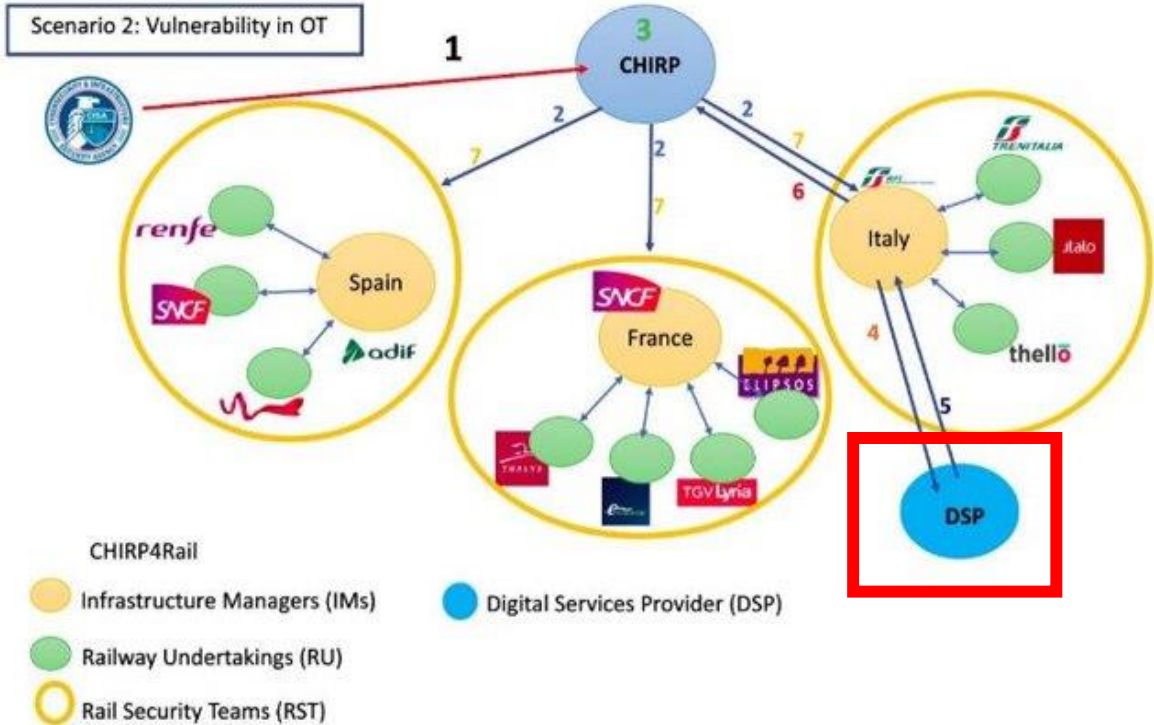 Scenario 2: Vulnerability in OT
1
3
CHIRP
2
2
2
7
7
7
6
TRENITALIA
renfe
SNCF
Spain
adif
SNCF
France
ELIPSOS
THALYS
TGV Lyria
Italy
.italo
thello
4
5
DSP
CHIRP4Rail
Infrastructure Managers (IMs)
Digital Services Provider (DSP)
Railway Undertakings (RU)
Rail Security Teams (RST)